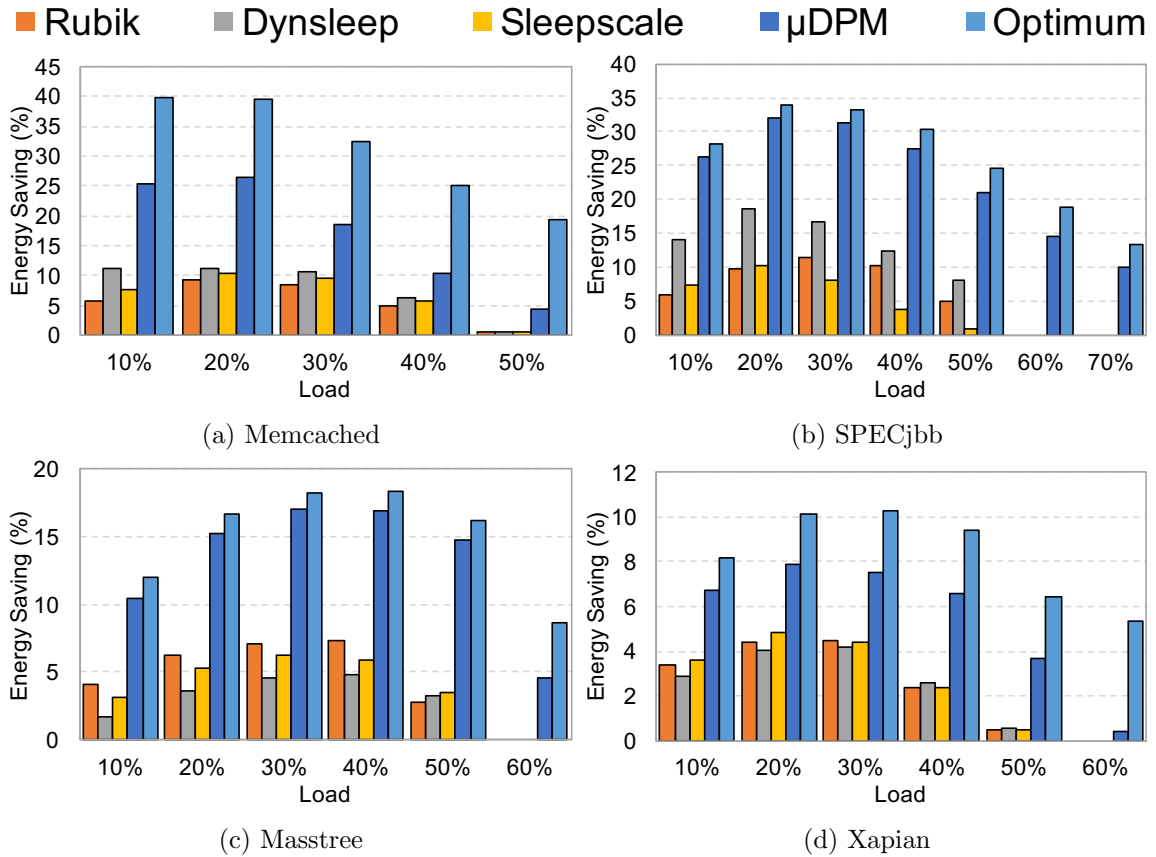 Rubik Dynsleep Sleepscale µDPM Optimum
45
40
35
30
25
20
15
10
5
0
Energy Saving (%)
10% 20% 30% 40% 50%
Load
(a) Memcached
40
35
30
25
20
15
10
5
0
Energy Saving (%)
10% 20% 30% 40% 50% 60% 70%
Load
(b) SPECjbb
20
15
10
5
0
Energy Saving (%)
10% 20% 30% 40% 50% 60%
Load
(c) Masstree
12
10
8
6
4
2
0
Energy Saving (%)
10% 20% 30% 40% 50% 60%
Load
(d) Xapian